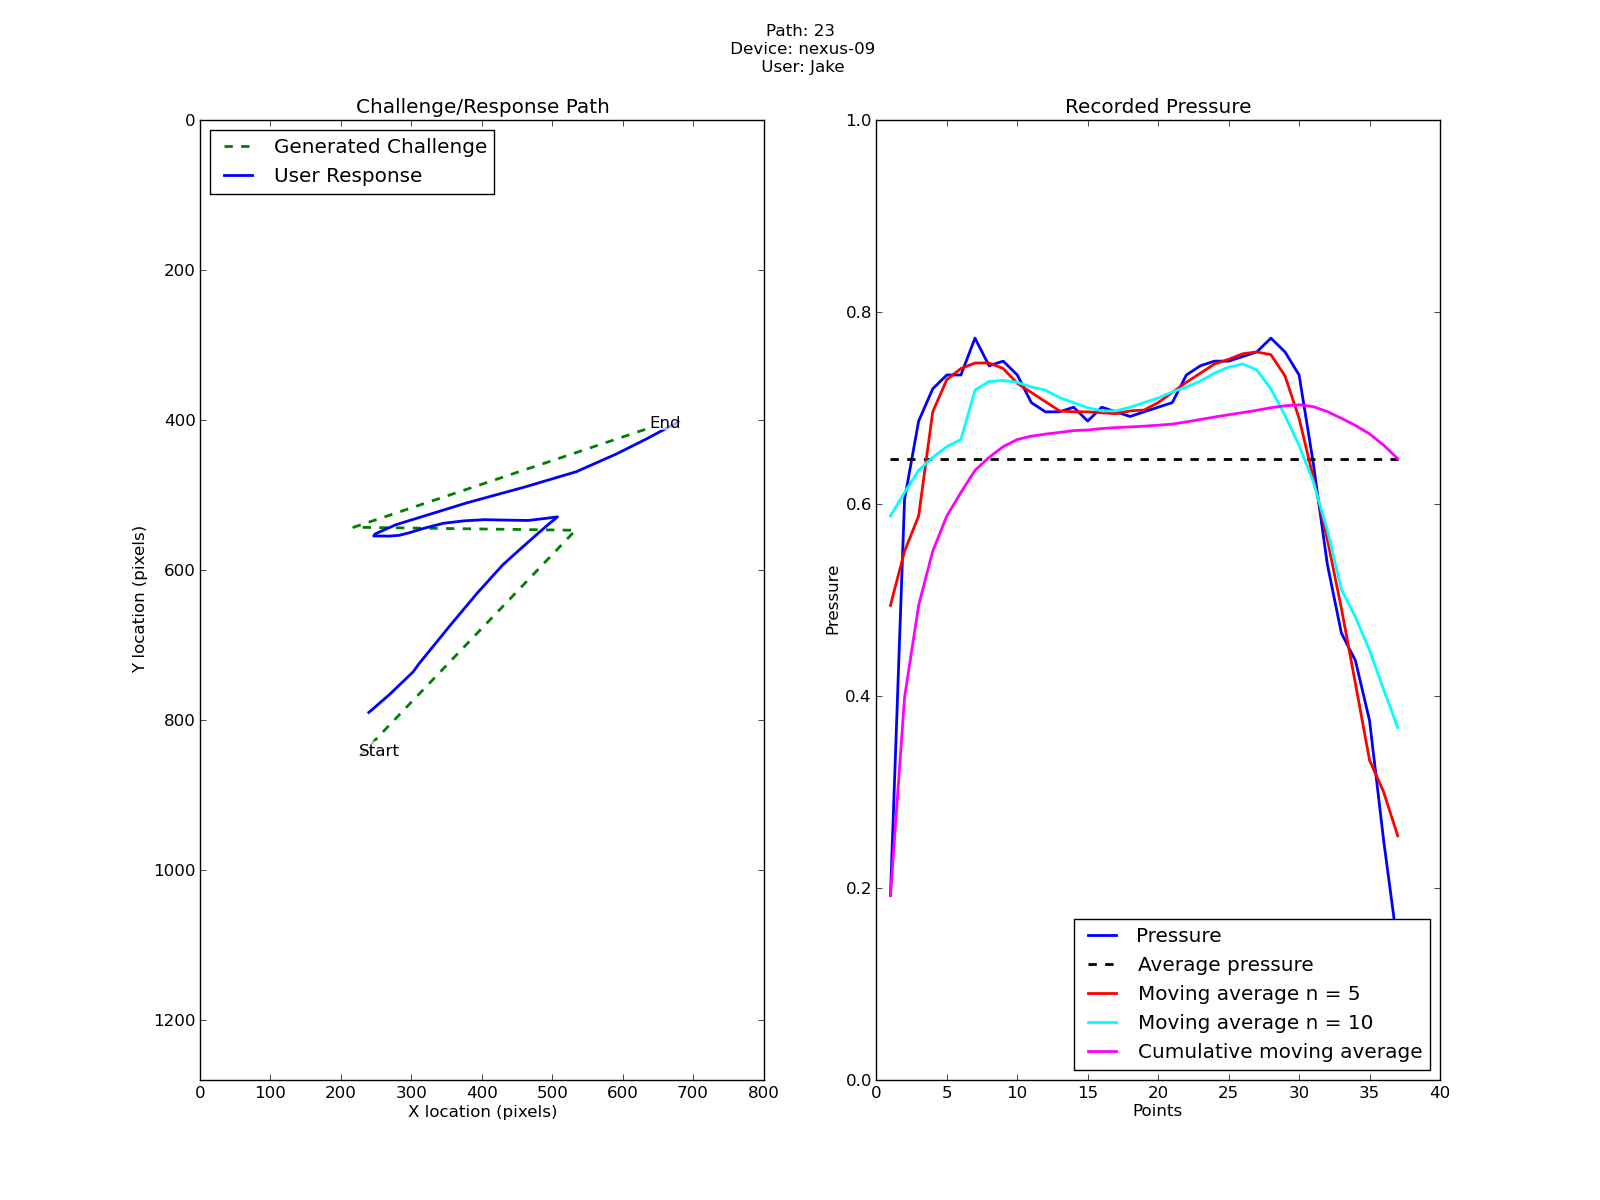 Path: 23
Device: nexus-09
User: Jake
Challenge/Response Path
Generated Challenge
User Response
0
200
400
600
800
1000
1200
Y location (pixels)
End
Start
0 100 200 300 400 500 600 700 800
X location (pixels)
Recorded Pressure
1.0
0.8
0.6
0.4
0.2
0.0
Pressure
Pressure
Average pressure
Moving average n = 5
Moving average n = 10
Cumulative moving average
0 5 10 15 20 25 30 35 40
Points